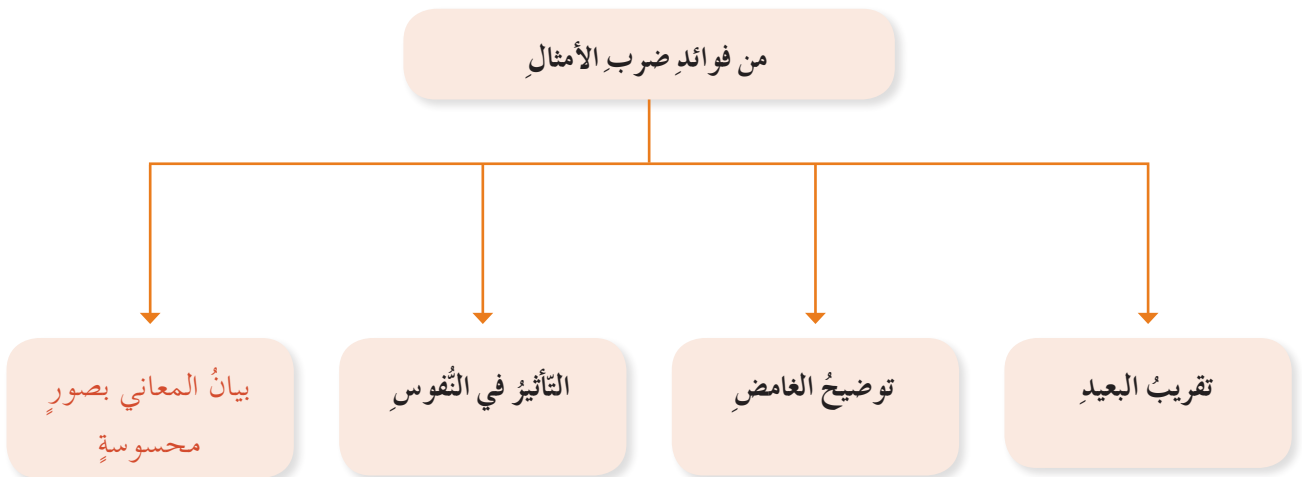 من فوائدِ ضربِ الأمثالِ
تقريبُ البعيدِ
توضيحُ الغامضِ
التّأثيرُ في النُّفوسِ
بيانُ المعاني بصورٍ
محسوسةٍ